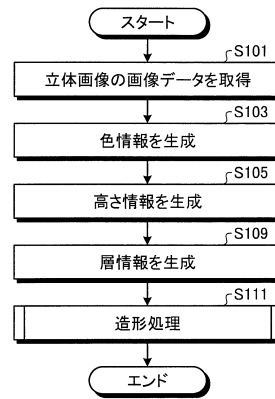 スタート
S101
立体画像の画像データを取得
S103
色情報を生成
S105
高さ情報を生成
S109
層情報を生成
S111
造形処理
エンド